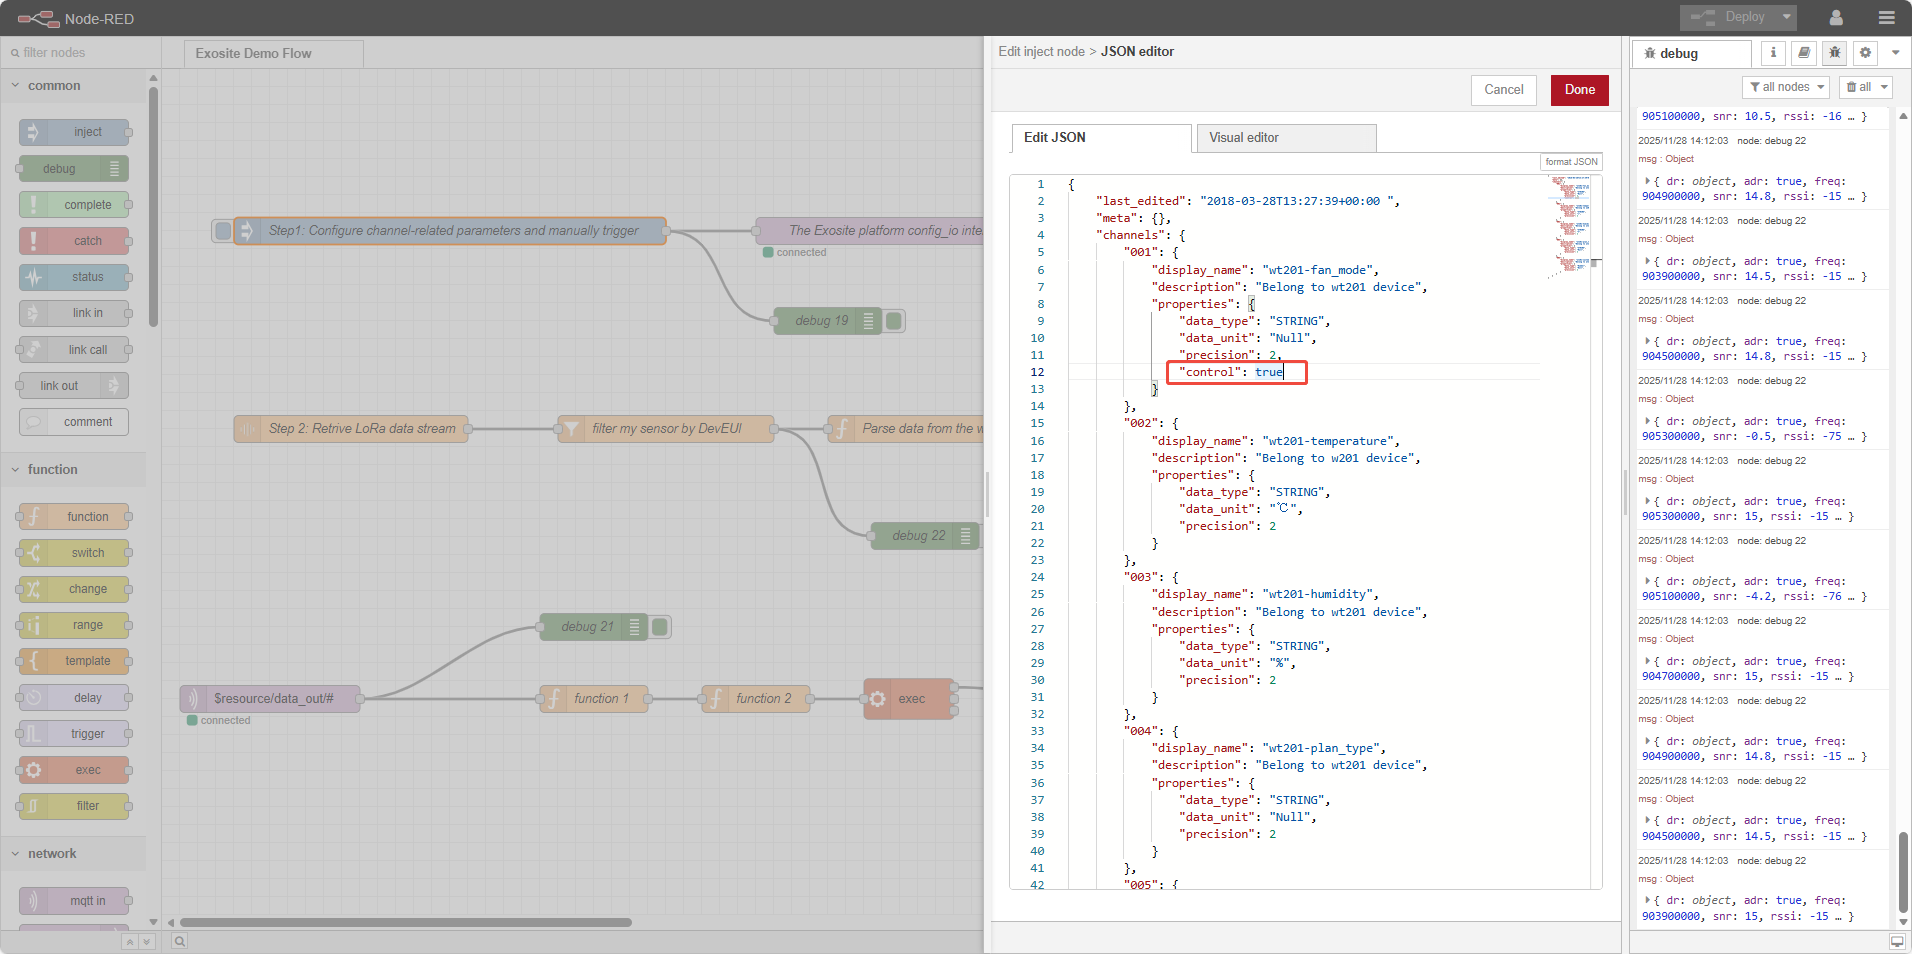 Node-RED
Deploy
filter nodes
Exosite Demo Flow
common
inject
debug
complete
catch
status
link in
link call
link out
comment
function
function
switch
change
range
template
delay
trigger
exec
filter
network
mqtt in
Step1: Configure channel-related parameters and manually trigger
The Exosite platform config_io inte
connected
debug 19
Step 2: Retrive LoRa data stream
filter my sensor by DevEUI
Parse data from the w
debug 22
debug 21
$resource/data_out/#
connected
function 1
function 2
exec
Edit inject node > JSON editor
Cancel
Done
Edit JSON
Visual editor
format JSON
1 {
2 "last_edited": "2018-03-28T13:27:39+00:00 ",
3 "meta": {},
4 "channels": {
5 "001": {
6 "display_name": "wt201-fan_mode",
7 "description": "Belong to wt201 device",
8 "properties": {
9 "data_type": "STRING",
10 "data_unit": "Null",
11 "precision": 2,
12 "control": true
13 }
14 },
15 "002": {
16 "display_name": "wt201-temperature",
17 "description": "Belong to w201 device",
18 "properties": {
19 "data_type": "STRING",
20 "data_unit": "℃",
21 "precision": 2
22 }
23 },
24 "003": {
25 "display_name": "wt201-humidity",
26 "description": "Belong to wt201 device",
27 "properties": {
28 "data_type": "STRING",
29 "data_unit": "%",
30 "precision": 2
31 }
32 },
33 "004": {
34 "display_name": "wt201-plan_type",
35 "description": "Belong to wt201 device",
36 "properties": {
37 "data_type": "STRING",
38 "data_unit": "Null",
39 "precision": 2
40 }
41 },
42 "005": {
debug
i
all nodes
all
905100000, snr: 10.5, rssi: -16 … }
2025/11/28 14:12:03 node: debug 22
msg : Object
{ dr: object, adr: true, freq:
904900000, snr: 14.8, rssi: -15 … }
2025/11/28 14:12:03 node: debug 22
msg : Object
{ dr: object, adr: true, freq:
903900000, snr: 14.5, rssi: -15 … }
2025/11/28 14:12:03 node: debug 22
msg : Object
{ dr: object, adr: true, freq:
904500000, snr: 14.8, rssi: -15 … }
2025/11/28 14:12:03 node: debug 22
msg : Object
{ dr: object, adr: true, freq:
905300000, snr: -0.5, rssi: -75 … }
2025/11/28 14:12:03 node: debug 22
msg : Object
{ dr: object, adr: true, freq:
905300000, snr: 15, rssi: -15 … }
2025/11/28 14:12:03 node: debug 22
msg : Object
{ dr: object, adr: true, freq:
905100000, snr: -4.2, rssi: -76 … }
2025/11/28 14:12:03 node: debug 22
msg : Object
{ dr: object, adr: true, freq:
904700000, snr: 15, rssi: -15 … }
2025/11/28 14:12:03 node: debug 22
msg : Object
{ dr: object, adr: true, freq:
904900000, snr: 14.8, rssi: -15 … }
2025/11/28 14:12:03 node: debug 22
msg : Object
{ dr: object, adr: true, freq:
904500000, snr: 14.5, rssi: -15 … }
2025/11/28 14:12:03 node: debug 22
msg : Object
{ dr: object, adr: true, freq:
903900000, snr: 15, rssi: -15 … }